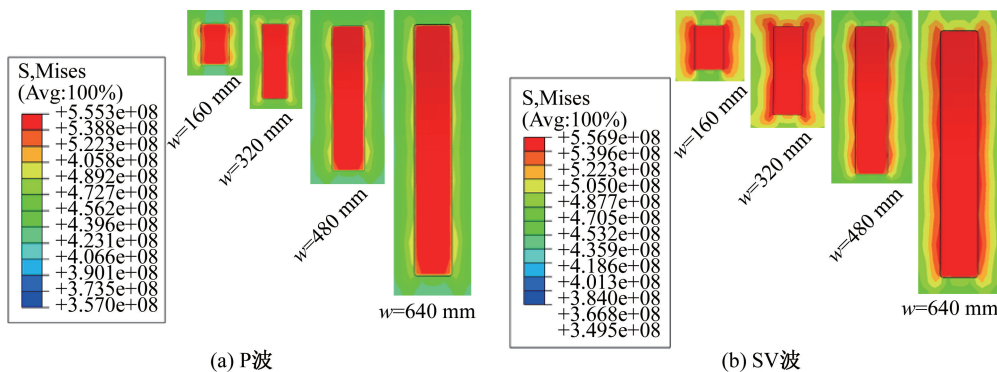 (a)
S,Mises
(Avg:100%)
+5.553e+08
+5.388e+08
+5.223e+08
+4.058e+08
+4.892e+08
+4.727e+08
+4.562e+08
+4.396e+08
+4.231e+08
+4.066e+08
+3.901e+08
+3.735e+08
+3.570e+08
w=160 mm
w=320 mm
w=480 mm
w=640 mm
(a) P波
(b)
S,Mises
(Avg:100%)
+5.569e+08
+5.396e+08
+5.223e+08
+5.050e+08
+4.877e+08
+4.705e+08
+4.532e+08
+4.359e+08
+4.186e+08
+4.013e+08
+3.840e+08
+3.668e+08
+3.495e+08
w=160 mm
w=320 mm
w=480 mm
w=640 mm
(b) SV波